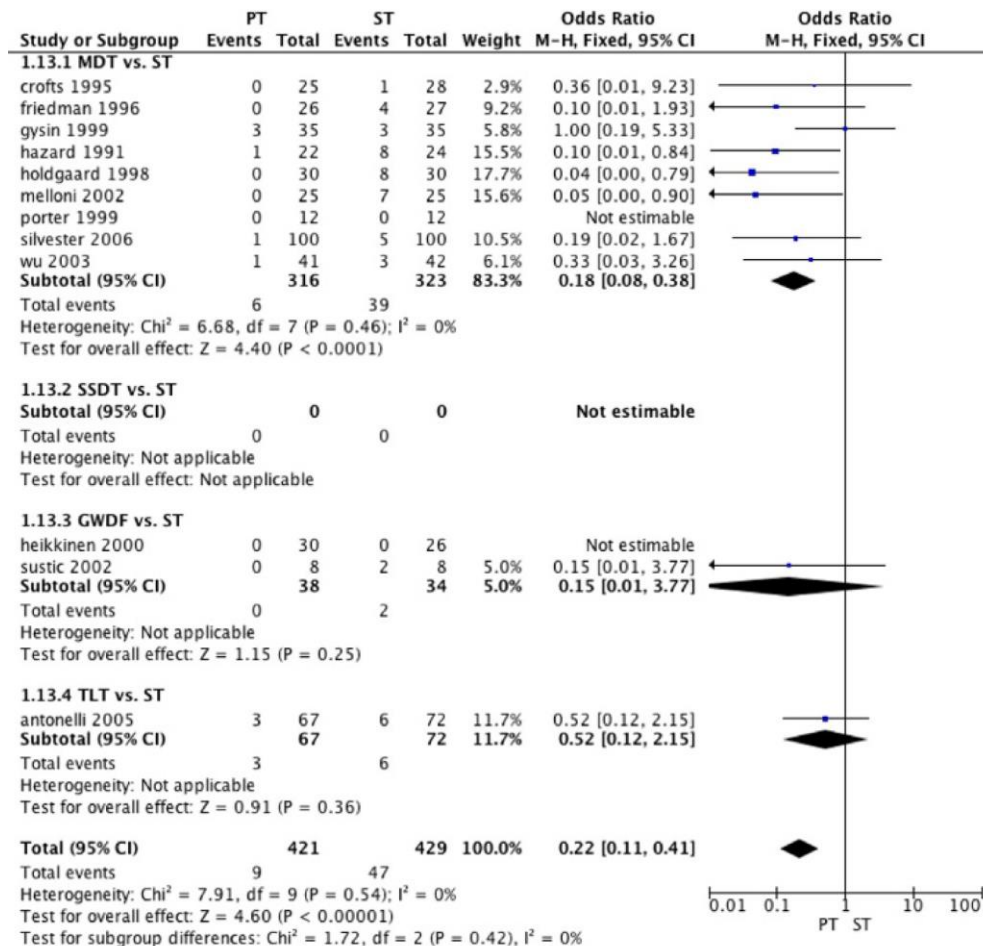 PT ST Odds Ratio Odds Ratio
Study or Subgroup Events Total Events Total Weight M-H, Fixed, 95% CI M-H, Fixed, 95% CI
1.13.1 MDT vs. ST
crofts 1995 0 25 1 28 2.9% 0.36 [0.01, 9.23]
friedman 1996 0 26 4 27 9.2% 0.10 [0.01, 1.93]
gysin 1999 3 35 3 35 5.8% 1.00 [0.19, 5.33]
hazard 1991 1 22 8 24 15.5% 0.10 [0.01, 0.84]
holdgaard 1998 0 30 8 30 17.7% 0.04 [0.00, 0.79]
melloni 2002 0 25 7 25 15.6% 0.05 [0.00, 0.90]
porter 1999 0 12 0 12 Not estimable
silvester 2006 1 100 5 100 10.5% 0.19 [0.02, 1.67]
wu 2003 1 41 3 42 6.1% 0.33 [0.03, 3.26]
Subtotal (95% CI) 316 323 83.3% 0.18 [0.08, 0.38]
Total events 6 39
Heterogeneity: Chi² = 6.68, df = 7 (P = 0.46); I² = 0%
Test for overall effect: Z = 4.40 (P < 0.0001)
1.13.2 SSDT vs. ST
Subtotal (95% CI) 0 0 Not estimable
Total events 0 0
Heterogeneity: Not applicable
Test for overall effect: Not applicable
1.13.3 GWDF vs. ST
heikkinen 2000 0 30 0 26 Not estimable
sustic 2002 0 8 2 8 5.0% 0.15 [0.01, 3.77]
Subtotal (95% CI) 38 34 5.0% 0.15 [0.01, 3.77]
Total events 0 2
Heterogeneity: Not applicable
Test for overall effect: Z = 1.15 (P = 0.25)
1.13.4 TLT vs. ST
antonelli 2005 3 67 6 72 11.7% 0.52 [0.12, 2.15]
Subtotal (95% CI) 67 72 11.7% 0.52 [0.12, 2.15]
Total events 3 6
Heterogeneity: Not applicable
Test for overall effect: Z = 0.91 (P = 0.36)
Total (95% CI) 421 429 100.0% 0.22 [0.11, 0.41]
Total events 9 47
Heterogeneity: Chi² = 7.91, df = 9 (P = 0.54); I² = 0%
Test for overall effect: Z = 4.60 (P < 0.00001)
Test for subgroup differences: Chi² = 1.72, df = 2 (P = 0.42), I² = 0%
0.01 0.1 1 10 100
PT ST